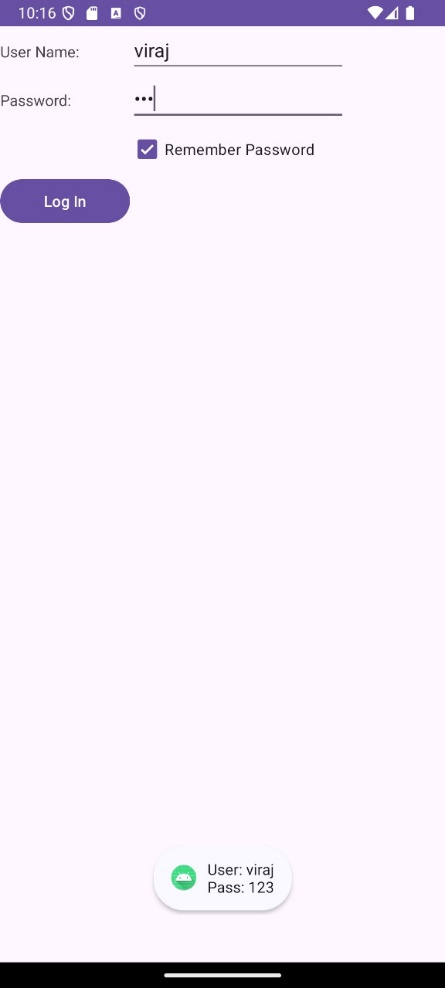 10:16
User Name: viraj
Password: •••
Remember Password
Log In
User: viraj
Pass: 123